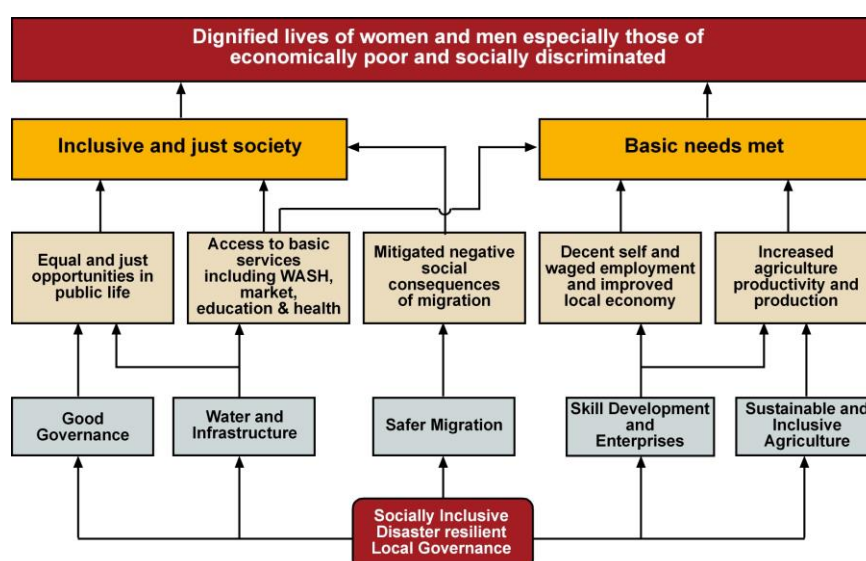 Dignified lives of women and men especially those of
economically poor and socially discriminated
Inclusive and just society
Basic needs met
Equal and just
opportunities in
public life
Access to basic
services
including WASH,
market,
education & health
Mitigated negative
social
consequences
of migration
Decent self and
waged employment
and improved
local economy
Increased
agriculture
productivity and
production
Good
Governance
Water and
Infrastructure
Safer Migration
Skill Development
and
Enterprises
Sustainable and
Inclusive
Agriculture
Socially Inclusive
Disaster resilient
Local Governance